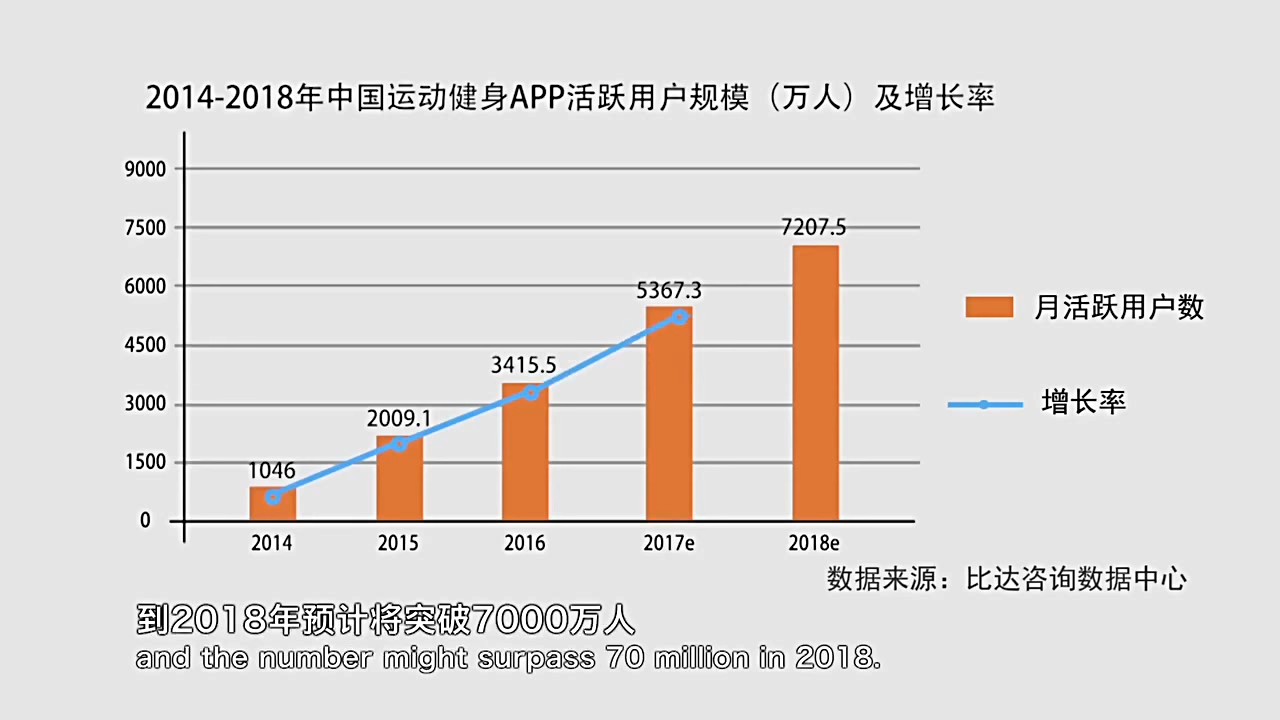 2014-2018年中国运动健身APP活跃用户规模（万人）及增长率
9000
7500
6000
4500
3000
1500
0
1046
2009.1
3415.5
5367.3
7207.5
2014
2015
2016
2017e
2018e
月活跃用户数
增长率
数据来源：比达咨询数据中心
到2018年预计将突破7000万人
and the number might surpass 70 million in 2018.